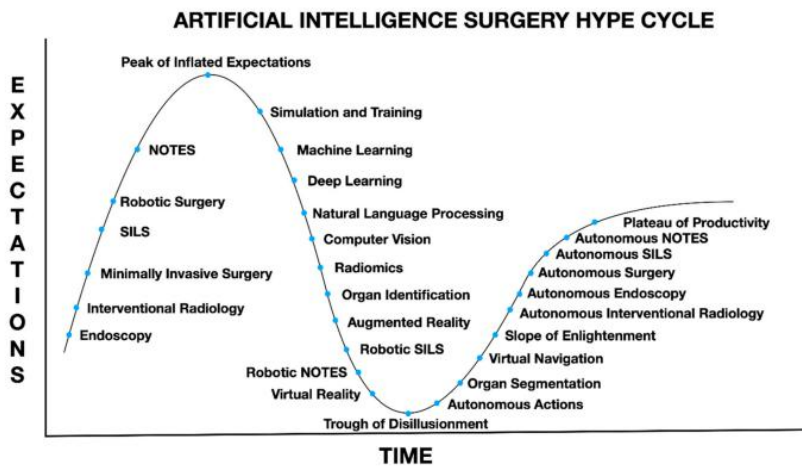 ARTIFICIAL INTELLIGENCE SURGERY HYPE CYCLE
EXPECTATIONS
Peak of Inflated Expectations
Simulation and Training
NOTES
Machine Learning
Deep Learning
Robotic Surgery
Natural Language Processing
SILS
Computer Vision
Minimally Invasive Surgery
Radiomics
Interventional Radiology
Organ Identification
Endoscopy
Augmented Reality
Robotic SILS
Robotic NOTES
Virtual Reality
Trough of Disillusionment
Autonomous Actions
Organ Segmentation
Virtual Navigation
Slope of Enlightenment
Autonomous Interventional Radiology
Autonomous Endoscopy
Autonomous Surgery
Autonomous SILS
Autonomous NOTES
Plateau of Productivity
TIME